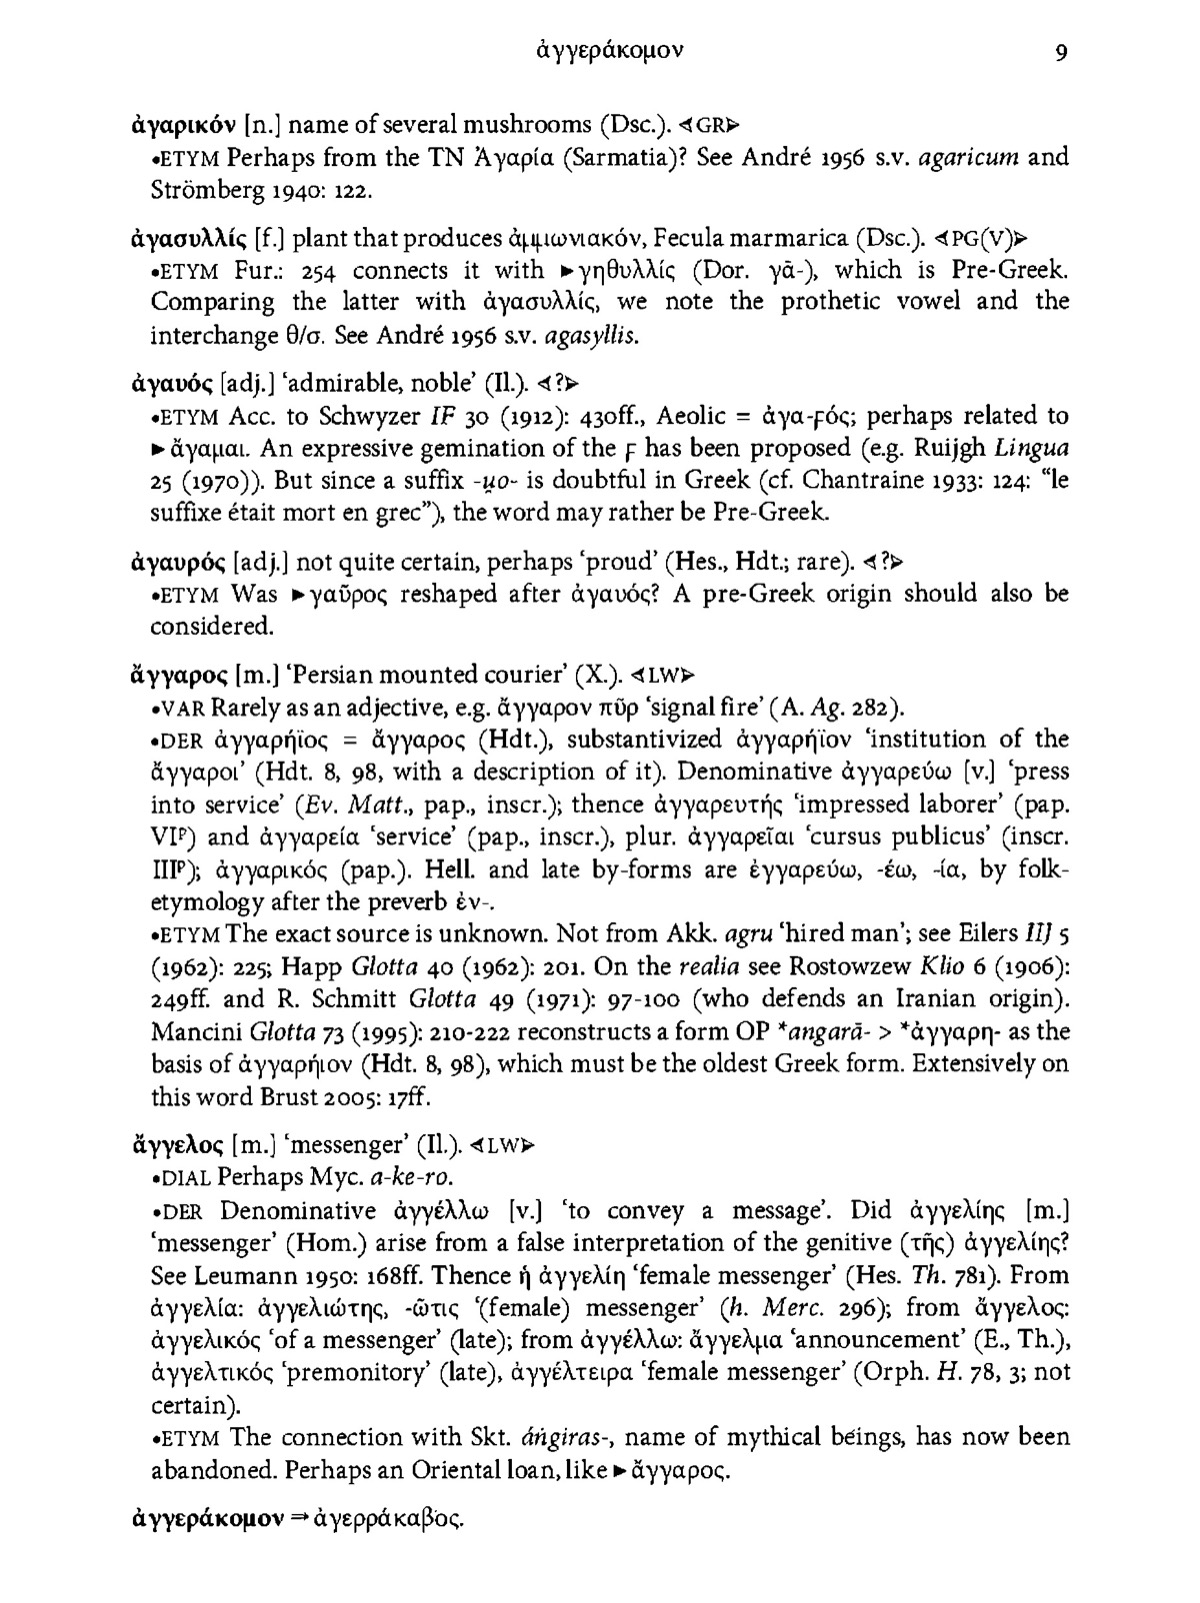 ἀγγεράκομον 9
ἀγαρικόν [n.] name of several mushrooms (Dsc.). ◁GR▷
•ETYM Perhaps from the TN Ἀγαρία (Sarmatia)? See André 1956 s.v. agaricum and
Strömberg 1940: 122.
ἀγασυλλίς [f.] plant that produces ἀμμωνιακόν, Fecula marmarica (Dsc.). ◁PG(V)▷
•ETYM Fur.: 254 connects it with ►γηθυλλίς (Dor. γᾱ-), which is Pre-Greek.
Comparing the latter with ἀγασυλλίς, we note the prothetic vowel and the
interchange θ/σ. See André 1956 s.v. agasyllis.
ἀγαυός [adj.] ‘admirable, noble’ (Il.). ◁?▷
•ETYM Acc. to Schwyzer IF 30 (1912): 430ff., Aeolic = ἀγα-ϝός; perhaps related to
►ἄγαμαι. An expressive gemination of the ϝ has been proposed (e.g. Ruijgh Lingua
25 (1970)). But since a suffix -u̯o- is doubtful in Greek (cf. Chantraine 1933: 124: “le
suffixe était mort en grec”), the word may rather be Pre-Greek.
ἀγαυρός [adj.] not quite certain, perhaps ‘proud’ (Hes., Hdt.; rare). ◁?▷
•ETYM Was ►γαῦρος reshaped after ἀγαυός? A pre-Greek origin should also be
considered.
ἄγγαρος [m.] ‘Persian mounted courier’ (X.). ◁LW▷
•VAR Rarely as an adjective, e.g. ἄγγαρον πῦρ ‘signal fire’ (A. Ag. 282).
•DER ἀγγαρήϊος = ἄγγαρος (Hdt.), substantivized ἀγγαρήϊον ‘institution of the
ἄγγαροι’ (Hdt. 8, 98, with a description of it). Denominative ἀγγαρεύω [v.] ‘press
into service’ (Ev. Matt., pap., inscr.); thence ἀγγαρευτής ‘impressed laborer’ (pap.
VIᵖ) and ἀγγαρεία ‘service’ (pap., inscr.), plur. ἀγγαρεῖαι ‘cursus publicus’ (inscr.
IIIᵖ); ἀγγαρικός (pap.). Hell. and late by-forms are ἐγγαρεύω, -έω, -ία, by folk-
etymology after the preverb ἐν-.
•ETYM The exact source is unknown. Not from Akk. agru ‘hired man’; see Eilers IIJ 5
(1962): 225; Happ Glotta 40 (1962): 201. On the realia see Rostowzew Klio 6 (1906):
249ff. and R. Schmitt Glotta 49 (1971): 97-100 (who defends an Iranian origin).
Mancini Glotta 73 (1995): 210-222 reconstructs a form OP *angarā- > *ἀγγαρη- as the
basis of ἀγγαρήιον (Hdt. 8, 98), which must be the oldest Greek form. Extensively on
this word Brust 2005: 17ff.
ἄγγελος [m.] ‘messenger’ (Il.). ◁LW▷
•DIAL Perhaps Myc. a-ke-ro.
•DER Denominative ἀγγέλλω [v.] ‘to convey a message’. Did ἀγγελίης [m.]
‘messenger’ (Hom.) arise from a false interpretation of the genitive (τῆς) ἀγγελίης?
See Leumann 1950: 168ff. Thence ἡ ἀγγελίη ‘female messenger’ (Hes. Th. 781). From
ἀγγελία: ἀγγελιώτης, -ῶτις ‘(female) messenger’ (h. Merc. 296); from ἄγγελος:
ἀγγελικός ‘of a messenger’ (late); from ἀγγέλλω: ἄγγελμα ‘announcement’ (E., Th.),
ἀγγελτικός ‘premonitory’ (late), ἀγγέλτειρα ‘female messenger’ (Orph. H. 78, 3; not
certain).
•ETYM The connection with Skt. áṅgiras-, name of mythical beings, has now been
abandoned. Perhaps an Oriental loan, like ►ἄγγαρος.
ἀγγεράκομον ⇒ ἀγερράκαβος.